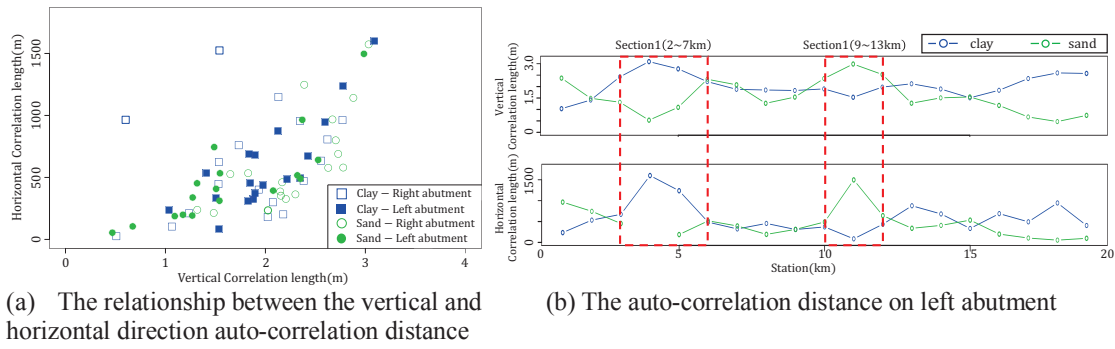 1500
1000
500
0
Horizontal Correlation length(m)
0 1 2 3 4
Vertical Correlation length(m)
Clay − Right abutment
Clay − Left abutment
Sand − Right abutment
Sand − Left abutment
(a) The relationship between the vertical and
horizontal direction auto-correlation distance
clay sand
Section1(2~7km) Section1(9~13km)
Vertical
Correlation length(m)
3.0
1.5
0
Horizontal
Correlation length(m)
1500
0
0 5 10 15 20
Station(km)
(b) The auto-correlation distance on left abutment